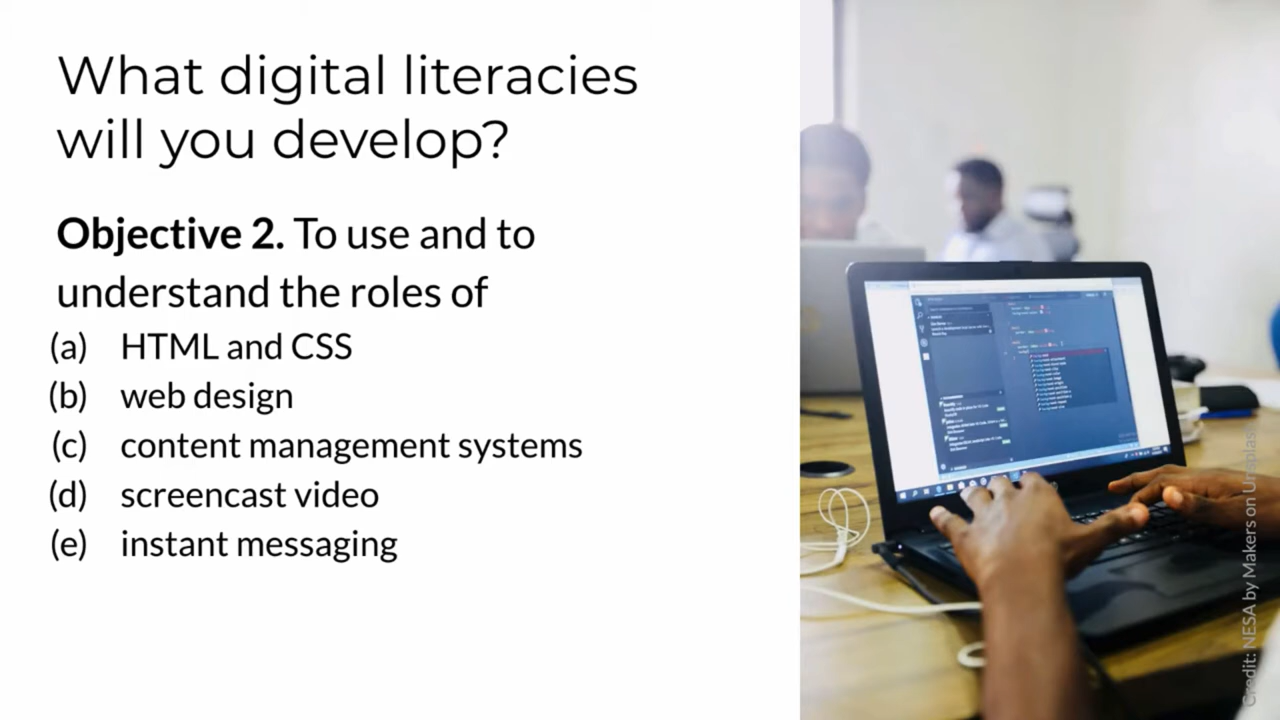 What digital literacies
will you develop?
Objective 2. To use and to
understand the roles of
(a) HTML and CSS
(b) web design
(c) content management systems
(d) screencast video
(e) instant messaging
Credit: NESA by Makers on Unsplash